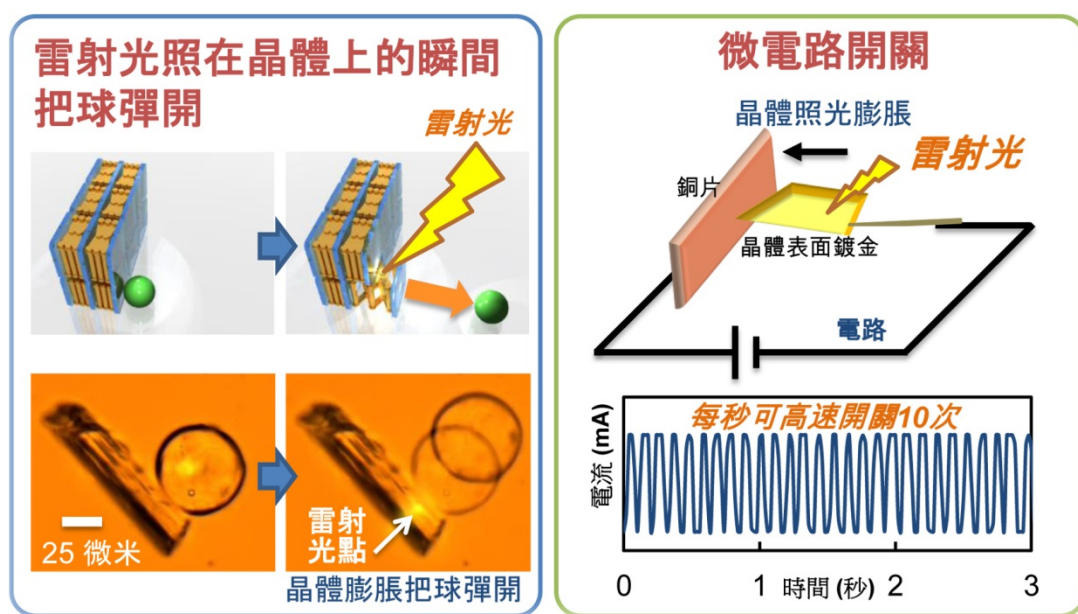 雷射光照在晶體上的瞬間
把球彈開
雷射光
25 微米
雷射
光點
晶體膨脹把球彈開
微電路開關
晶體照光膨脹
雷射光
銅片
晶體表面鍍金
電路
每秒可高速開關10次
電流 (mA)
0
1
時間 (秒)
2
3